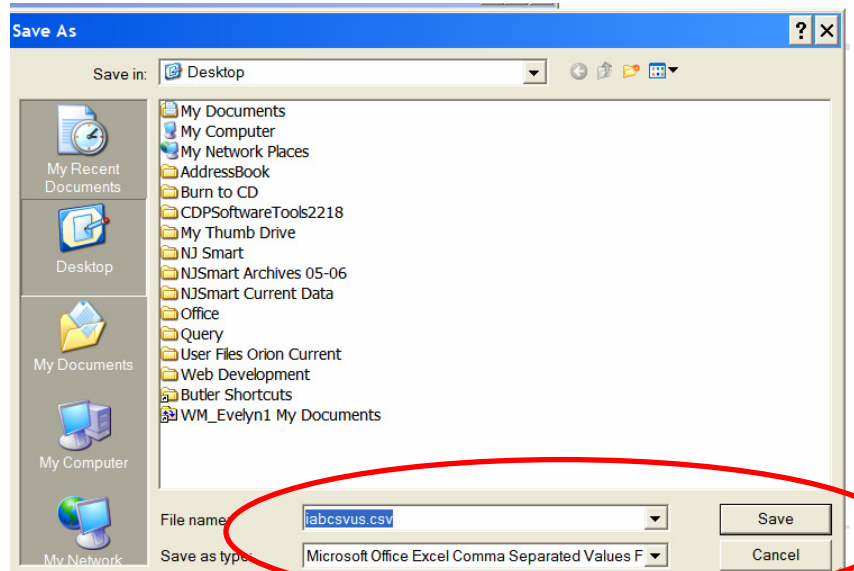 Save As
Save in: Desktop
My Recent
Documents
Desktop
My Documents
My Computer
My Network
My Documents
My Computer
My Network Places
AddressBook
Burn to CD
CDPSoftwareTools2218
My Thumb Drive
NJ Smart
NJSmart Archives 05-06
NJSmart Current Data
Office
Query
User Files Orion Current
Web Development
Butler Shortcuts
WM_Evelyn1 My Documents
File name: iabcsvus.csv Save
Save as type: Microsoft Office Excel Comma Separated Values F Cancel